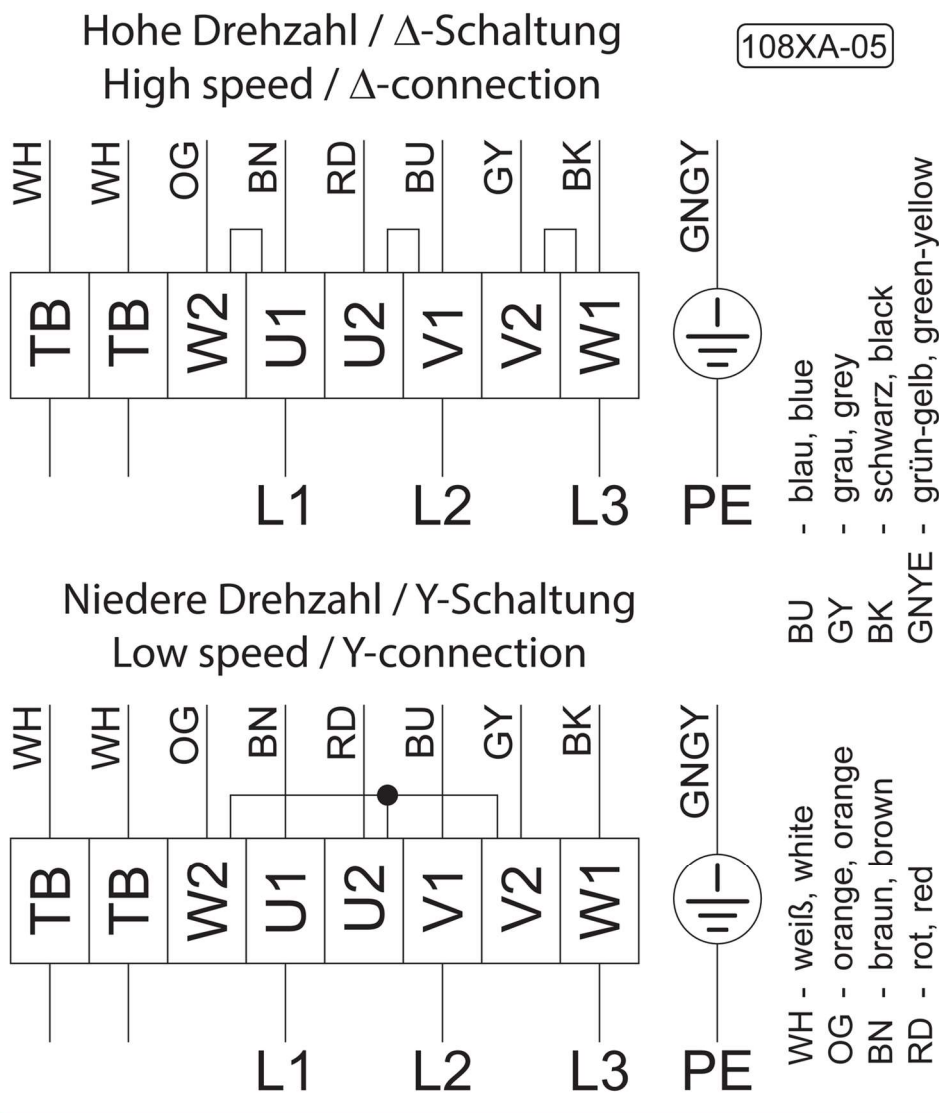 Hohe Drehzahl / Δ-Schaltung
High speed / Δ-connection
108XA-05
WH WH OG BN RD BU GY BK GNGY
TB TB W2 U1 U2 V1 V2 W1
L1 L2 L3 PE
BU - blau, blue
GY - grau, grey
BK - schwarz, black
GNYE - grün-gelb, green-yellow
Niedere Drehzahl / Y-Schaltung
Low speed / Y-connection
WH WH OG BN RD BU GY BK GNGY
TB TB W2 U1 U2 V1 V2 W1
L1 L2 L3 PE
WH - weiß, white
OG - orange, orange
BN - braun, brown
RD - rot, red